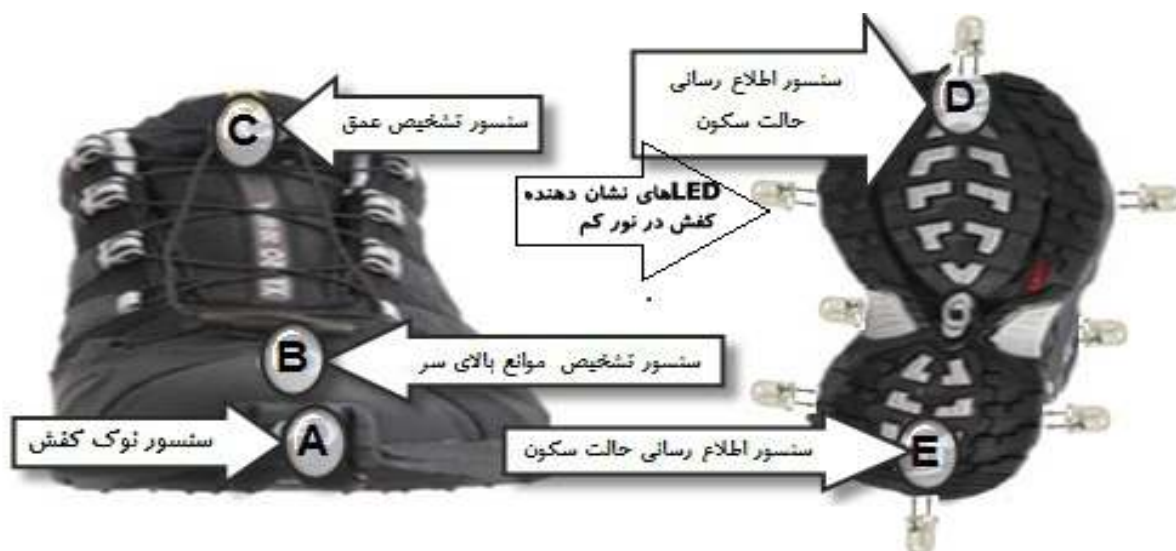 C
سنسور تشخیص عمق
B
سنسور تشخیص موانع بالای سر
A
سنسور نوک کفش
D
سنسور اطلاع رسانی
حالت سکون
LEDهای نشان دهنده
کفش در نور کم
E
سنسور اطلاع رسانی حالت سکون